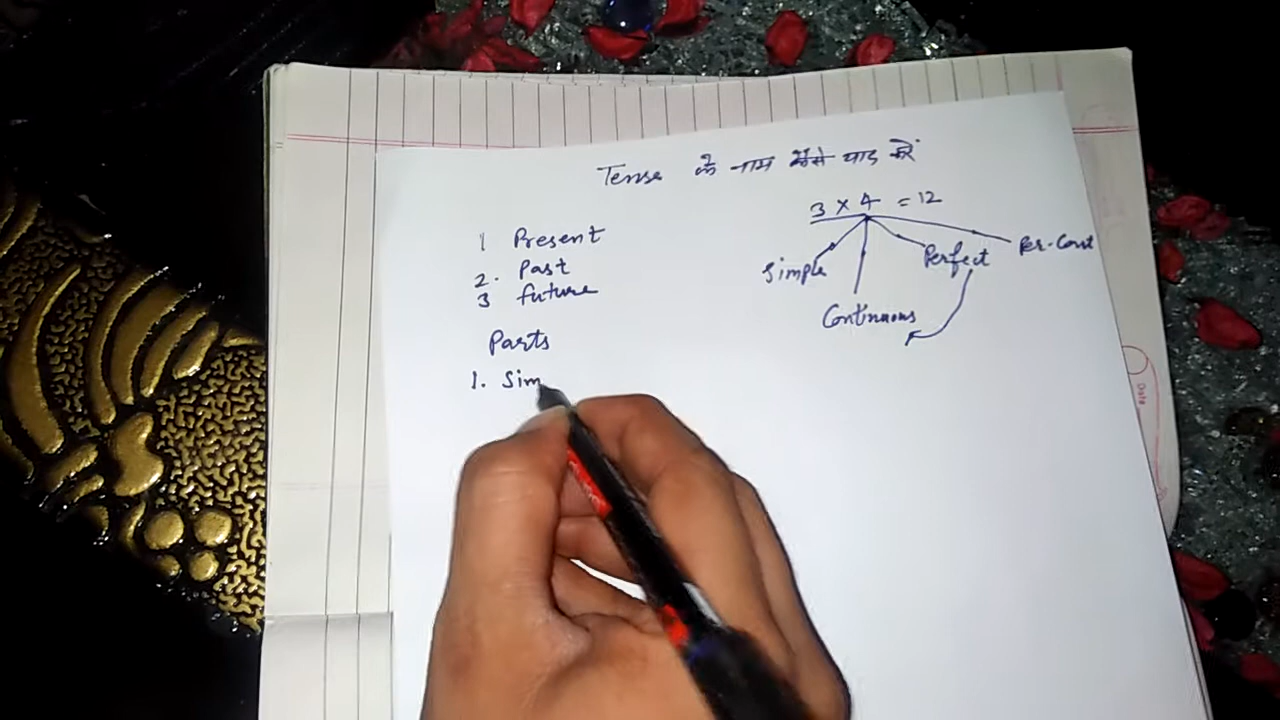 Tense के नाम कैसे याद करें
3 × 4 = 12
Simple
Continuous
Perfect
Per-Cont
1 Present
2. Past
3 future
Parts
1. Sim
Date